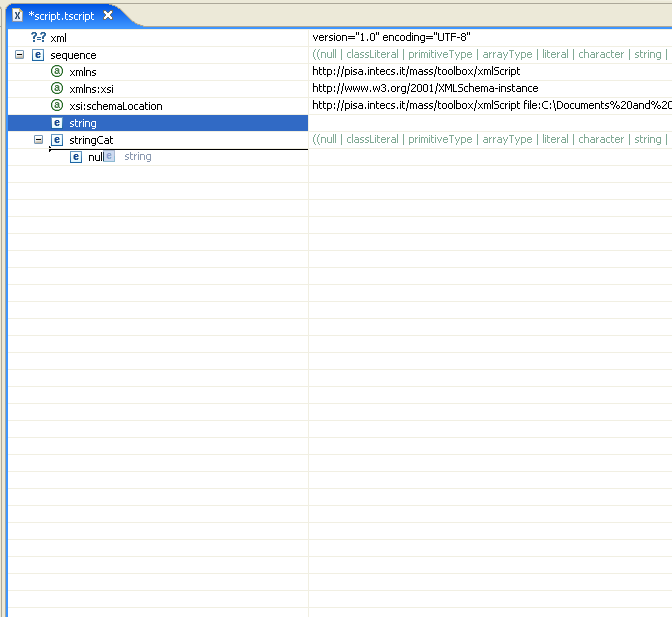 *script.tscript
?=? xml version="1.0" encoding="UTF-8"
e sequence ((null | classLiteral | primitiveType | arrayType | literal | character | string |
a xmlns http://pisa.intecs.it/mass/toolbox/xmlScript
a xmlns:xsi http://www.w3.org/2001/XMLSchema-instance
a xsi:schemaLocation http://pisa.intecs.it/mass/toolbox/xmlScript file:C:\Documents%20and%20
e string
e stringCat ((null | classLiteral | primitiveType | arrayType | literal | character | string |
e null e string